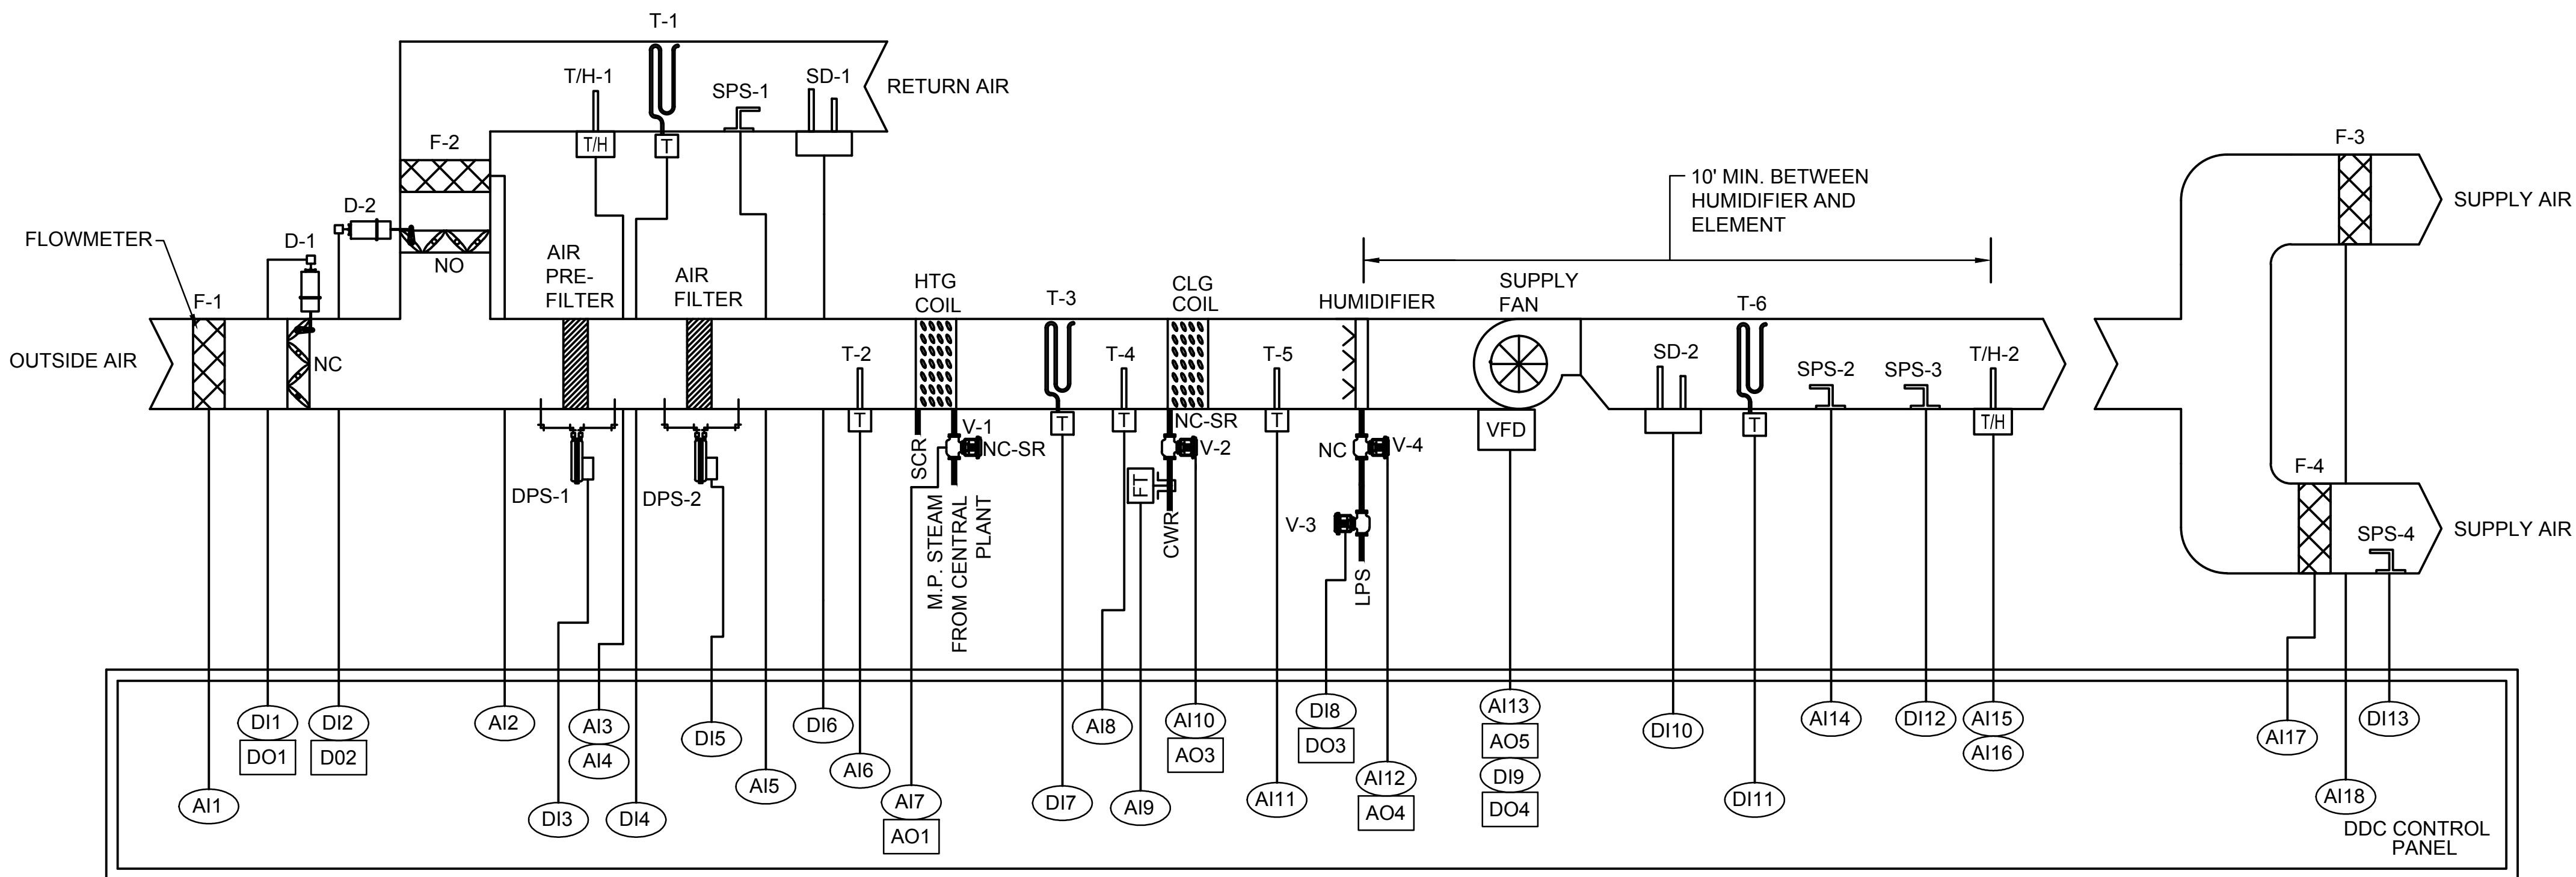 T-1
T/H-1
SPS-1
SD-1
RETURN AIR
T/H
T
F-2
D-2
FLOWMETER
D-1
NO
F-1
AIR
PRE-
FILTER
AIR
FILTER
HTG
COIL
T-3
CLG
COIL
HUMIDIFIER
10' MIN. BETWEEN
HUMIDIFIER AND
ELEMENT
SUPPLY
FAN
T-6
F-3
SUPPLY AIR
OUTSIDE AIR
NC
T-2
T-4
T-5
SD-2
SPS-2
SPS-3
T/H-2
T
T
T
T
VFD
T
T/H
DPS-1
DPS-2
SCR
V-1
NC-SR
M.P. STEAM
FROM CENTRAL
PLANT
NC-SR
V-2
FT
CWR
NC
V-4
V-3
LPS
F-4
SPS-4
SUPPLY AIR
AI1
DI1
DO1
DI2
D02
AI2
DI3
AI3
AI4
DI4
DI5
AI5
DI6
AI6
AI7
AO1
DI7
AI8
AI9
AI10
AO3
AI11
DI8
DO3
AI12
AO4
AI13
AO5
DI9
DO4
DI10
DI11
AI14
DI12
AI15
AI16
AI17
AI18
DI13
DDC CONTROL
PANEL